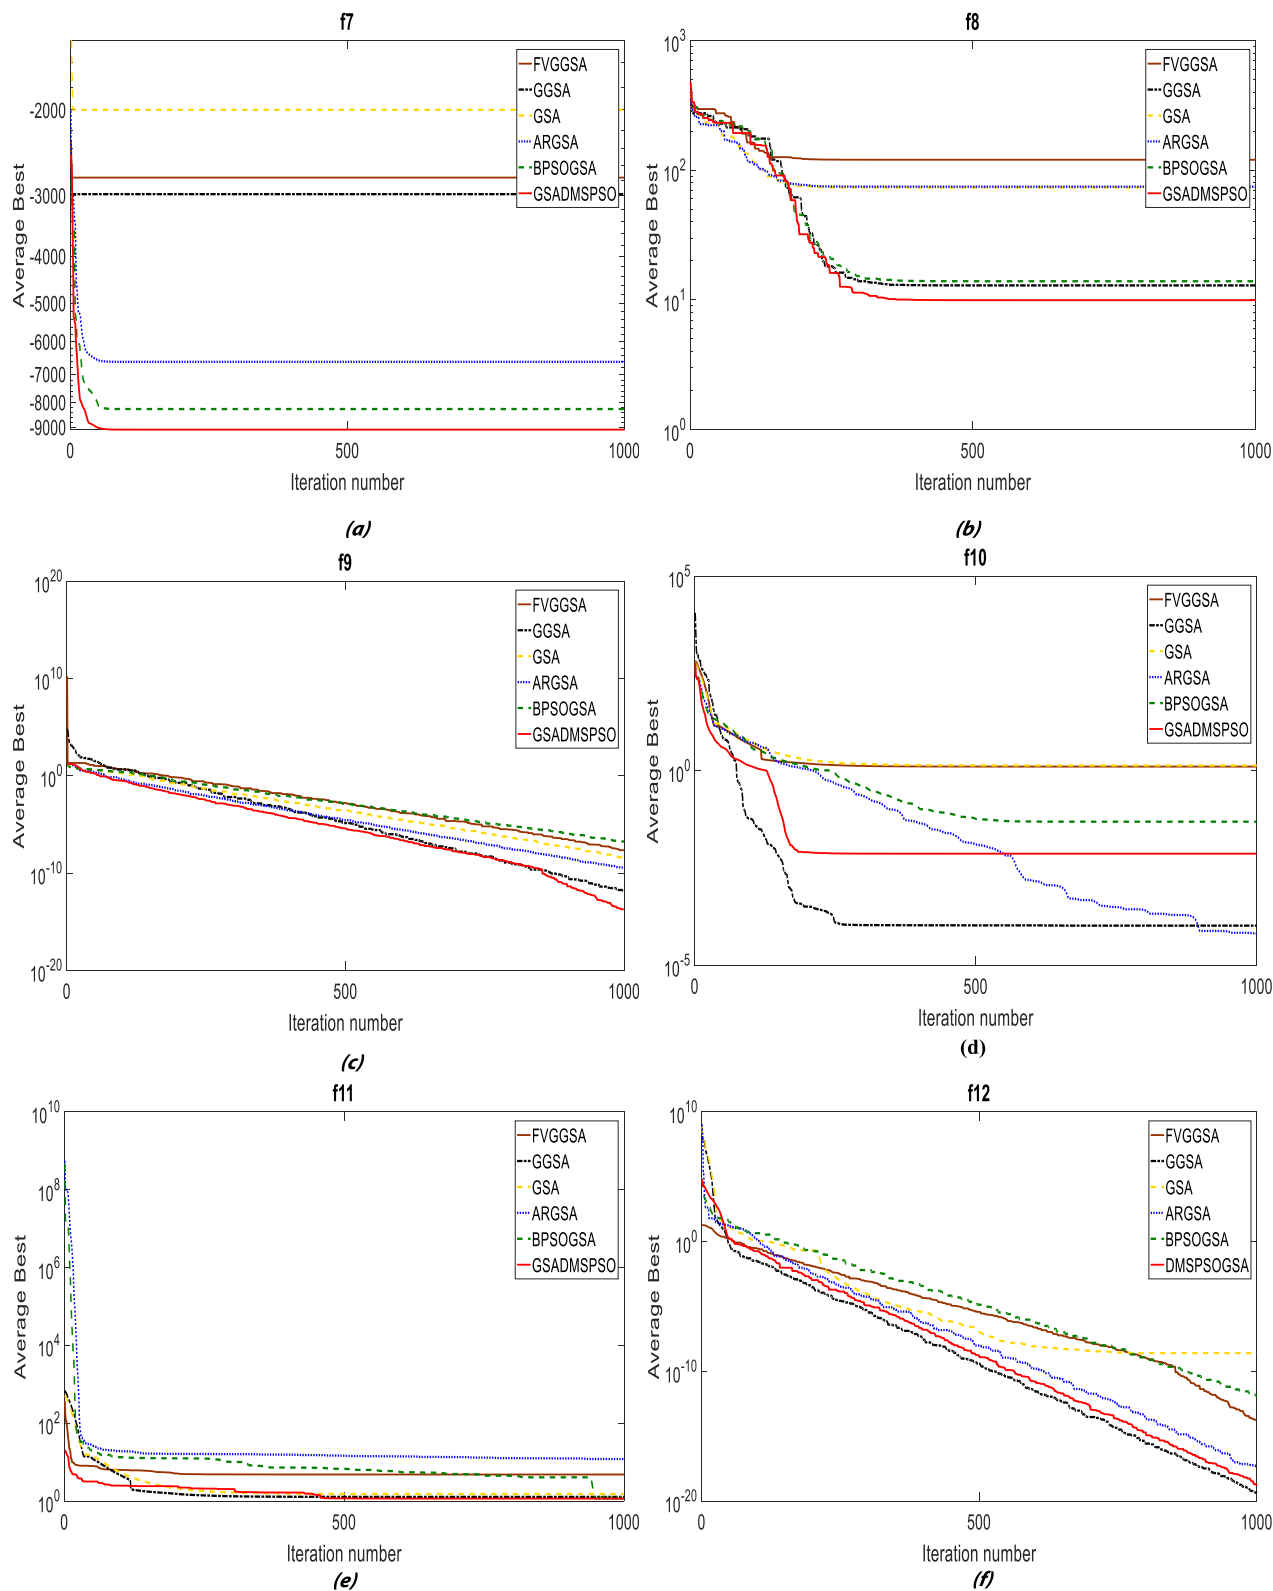 f7
Average Best
-2000
-3000
-4000
-5000
-6000
-7000
-8000
-9000
0
500
1000
Iteration number
FVGGSA
GGSA
GSA
ARGSA
BPSOGSA
GSADMSPSO
(a)
f8
Average Best
10^3
10^2
10^1
10^0
0
500
1000
Iteration number
FVGGSA
GGSA
GSA
ARGSA
BPSOGSA
GSADMSPSO
(b)
f9
Average Best
10^20
10^10
10^0
10^-10
10^-20
0
500
1000
Iteration number
FVGGSA
GGSA
GSA
ARGSA
BPSOGSA
GSADMSPSO
(c)
f10
Average Best
10^5
10^0
10^-5
0
500
1000
Iteration number
FVGGSA
GGSA
GSA
ARGSA
BPSOGSA
GSADMSPSO
(d)
f11
Average Best
10^10
10^8
10^6
10^4
10^2
10^0
0
500
1000
Iteration number
FVGGSA
GGSA
GSA
ARGSA
BPSOGSA
GSADMSPSO
(e)
f12
Average Best
10^10
10^0
10^-10
10^-20
0
500
1000
Iteration number
FVGGSA
GGSA
GSA
ARGSA
BPSOGSA
DMSPSOGSA
(f)